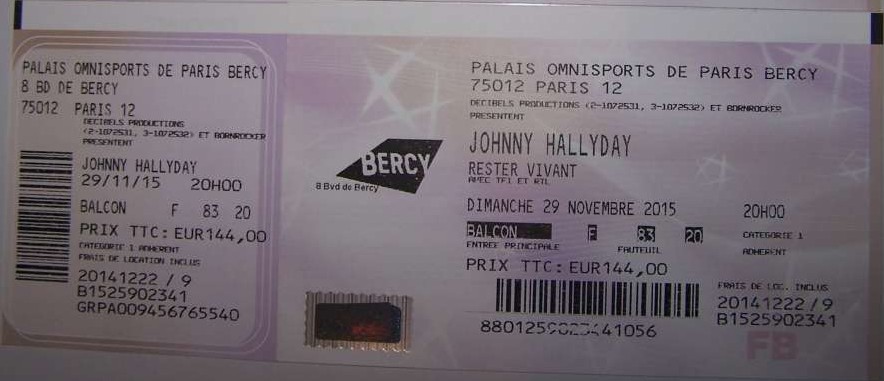 PALAIS OMNISPORTS DE PARIS BERCY
8 BD DE BERCY
75012 PARIS 12
DECIBELS PRODUCTIONS
(2-1072531, 3-1072532) ET BORNROCKER
PRESENTENT
JOHNNY HALLYDAY
29/11/15 20H00
BALCON F 83 20
PRIX TTC: EUR144,00
CATEGORIE 1 ADHERENT
FRAIS DE LOCATION INCLUS
20141222 / 9
B1525902341
GRPA009456765540
BERCY
8 Bvd de Bercy
PALAIS OMNISPORTS DE PARIS BERCY
75012 PARIS 12
DECIBELS PRODUCTIONS (2-1072531, 3-1072532) ET BORNROCKER
PRESENTENT
JOHNNY HALLYDAY
RESTER VIVANT
AVEC TF1 ET RTL
DIMANCHE 29 NOVEMBRE 2015 20H00
BALCON F 83 20 CATEGORIE 1
ENTREE PRINCIPALE FAUTEUIL ADHERENT
PRIX TTC: EUR144,00
FRAIS DE LOC. INCLUS
20141222 / 9
B1525902341
FB